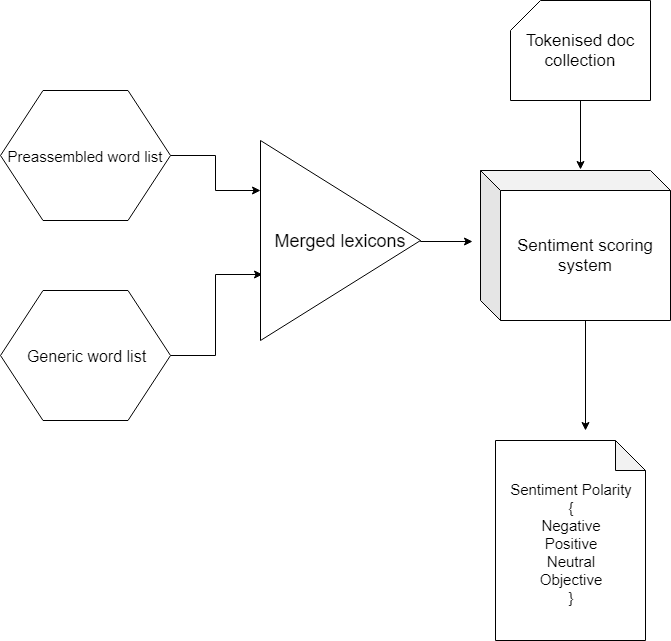 Tokenised doc
collection
Preassembled word list
Merged lexicons
Sentiment scoring
system
Generic word list
Sentiment Polarity
{
Negative
Positive
Neutral
Objective
}